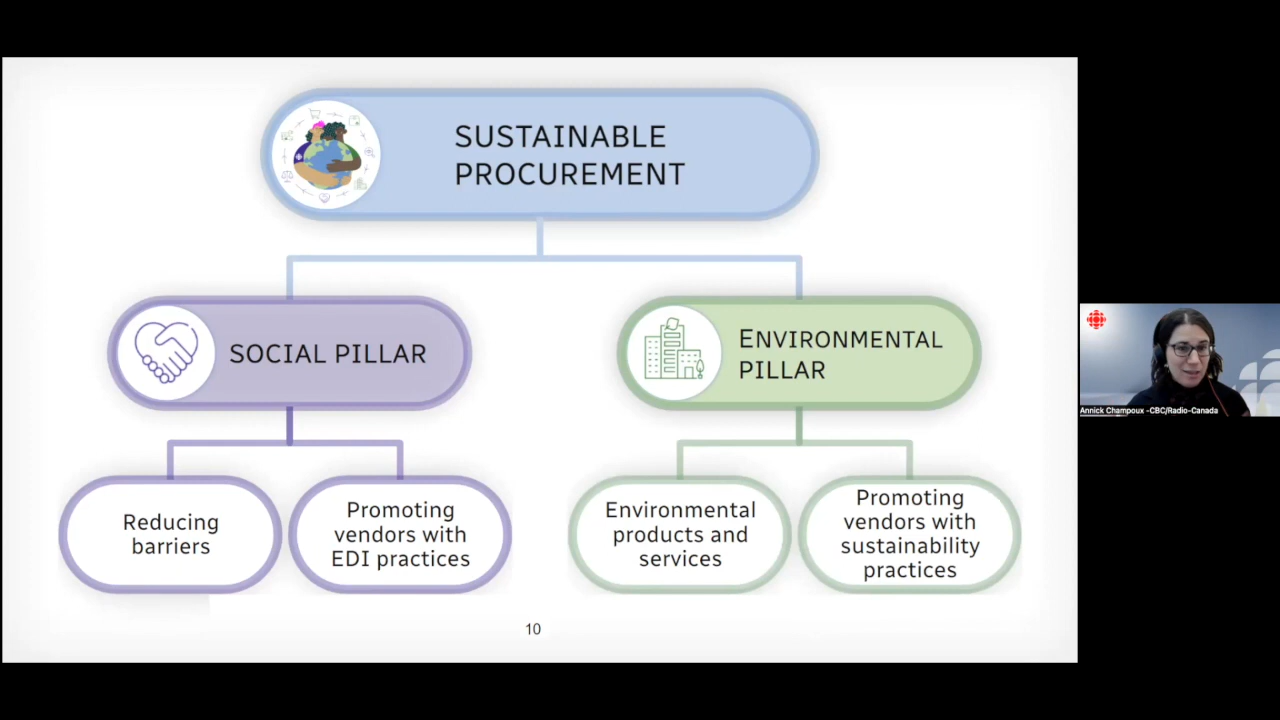 SUSTAINABLE
PROCUREMENT
SOCIAL PILLAR
ENVIRONMENTAL
PILLAR
Reducing
barriers
Promoting
vendors with
EDI practices
Environmental
products and
services
Promoting
vendors with
sustainability
practices
10
Annick Champoux -CBC/Radio-Canada